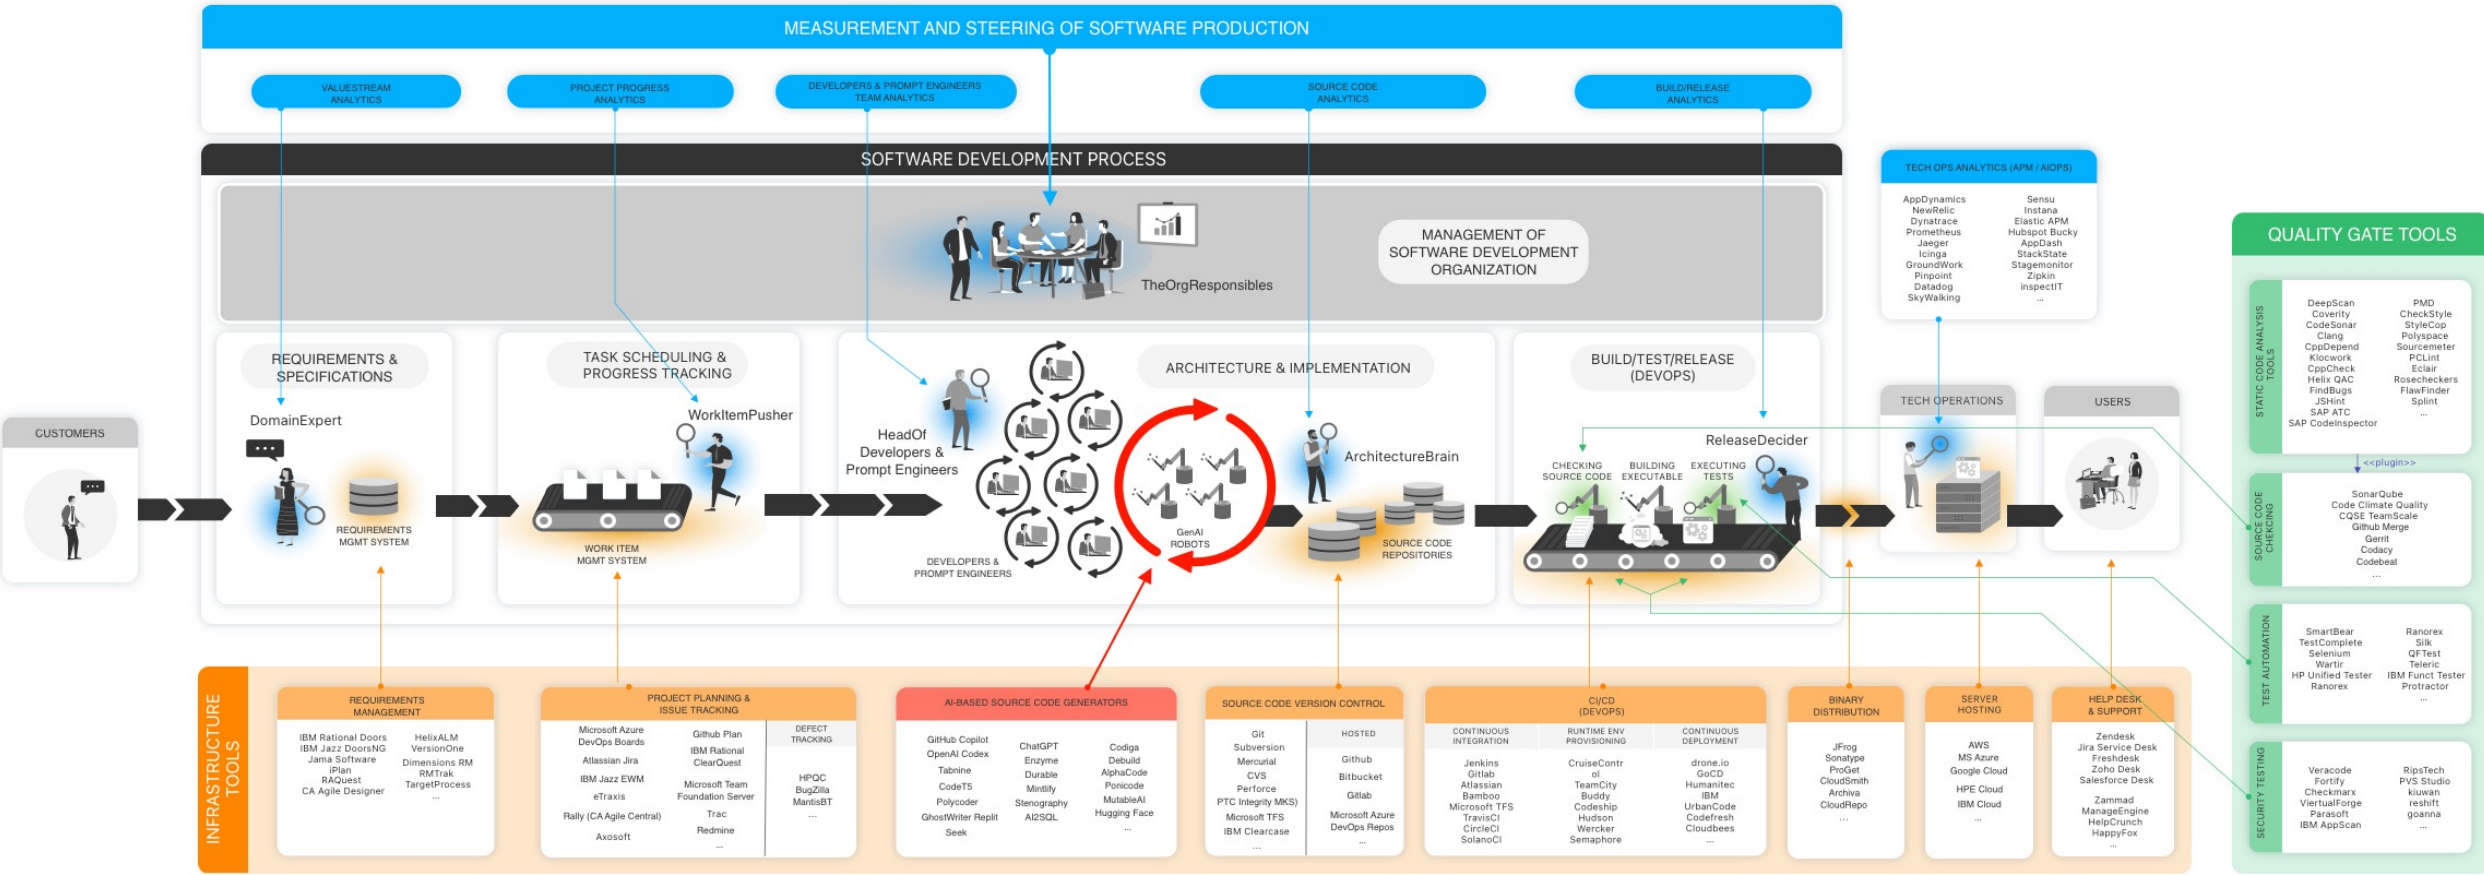 MEASUREMENT AND STEERING OF SOFTWARE PRODUCTION
VALUESTREAM
ANALYTICS
PROJECT PROGRESS
ANALYTICS
DEVELOPERS & PROMPT ENGINEERS
TEAM ANALYTICS
SOURCE CODE
ANALYTICS
BUILD/RELEASE
ANALYTICS
SOFTWARE DEVELOPMENT PROCESS
TheOrgResponsibles
MANAGEMENT OF
SOFTWARE DEVELOPMENT
ORGANIZATION
CUSTOMERS
REQUIREMENTS &
SPECIFICATIONS
DomainExpert
REQUIREMENTS
MGMT SYSTEM
TASK SCHEDULING &
PROGRESS TRACKING
WorkItemPusher
WORK ITEM
MGMT SYSTEM
HeadOf
Developers &
Prompt Engineers
DEVELOPERS &
PROMPT ENGINEERS
ARCHITECTURE & IMPLEMENTATION
GenAI
ROBOTS
ArchitectureBrain
SOURCE CODE
REPOSITORIES
BUILD/TEST/RELEASE
(DEVOPS)
ReleaseDecider
CHECKING
SOURCE CODE
BUILDING
EXECUTABLE
EXECUTING
TESTS
TECH OPS ANALYTICS (APM / AIOPS)
AppDynamics
NewRelic
Dynatrace
Prometheus
Jaeger
Icinga
GroundWork
Pinpoint
Datadog
SkyWalking
Sensu
Instana
Elastic APM
Hubspot Bucky
AppDash
StackState
Stagemonitor
Zipkin
inspectIT
...
TECH OPERATIONS
USERS
QUALITY GATE TOOLS
STATIC CODE ANALYSIS
TOOLS
DeepScan
Coverity
CodeSonar
Clang
CppDepend
Klocwork
CppCheck
Helix QAC
FindBugs
JSHint
SAP ATC
SAP CodeInspector
PMD
CheckStyle
StyleCop
Polyspace
Sourcemeter
PCLint
Eclair
Rosecheckers
FlawFinder
Splint
...
<<plugin>>
SOURCE CODE
CHEKCING
SonarQube
Code Climate Quality
CQSE TeamScale
Github Merge
Gerrit
Codacy
Codebeat
...
TEST AUTOMATION
SmartBear
TestComplete
Selenium
Wartir
HP Unified Tester
Ranorex
Ranorex
Silk
QFTest
Teleric
IBM Funct Tester
Protractor
...
SECURITY TESTING
Veracode
Fortify
Checkmarx
ViertualForge
Parasoft
IBM AppScan
RipsTech
PVS Studio
kiuwan
reshift
goanna
...
INFRASTRUCTURE
TOOLS
REQUIREMENTS
MANAGEMENT
IBM Rational Doors
IBM Jazz DoorsNG
Jama Software
iPlan
RAQuest
CA Agile Designer
HelixALM
VersionOne
Dimensions RM
RMTrak
TargetProcess
...
PROJECT PLANNING &
ISSUE TRACKING
Microsoft Azure
DevOps Boards
Atlassian Jira
IBM Jazz EWM
eTraxis
Rally (CA Agile Central)
Axosoft
Github Plan
IBM Rational
ClearQuest
Microsoft Team
Foundation Server
Trac
Redmine
...
DEFECT
TRACKING
HPQC
BugZilla
MantisBT
...
AI-BASED SOURCE CODE GENERATORS
GitHub Copilot
OpenAI Codex
Tabnine
CodeT5
Polycoder
GhostWriter Replit
Seek
ChatGPT
Enzyme
Durable
Mintlify
Stenography
AI2SQL
Codiga
Debuild
AlphaCode
Ponicode
MutableAI
Hugging Face
...
SOURCE CODE VERSION CONTROL
Git
Subversion
Mercurial
CVS
Perforce
PTC Integrity MKS)
Microsoft TFS
IBM Clearcase
...
HOSTED
Github
Bitbucket
Gitlab
Microsoft Azure
DevOps Repos
...
CI/CD
(DEVOPS)
CONTINUOUS
INTEGRATION
Jenkins
Gitlab
Atlassian
Bamboo
Microsoft TFS
TravisCI
CircleCI
SolanoCI
RUNTIME ENV
PROVISIONING
CruiseContr
ol
TeamCity
Buddy
Codeship
Hudson
Wercker
Semaphore
CONTINUOUS
DEPLOYMENT
drone.io
GoCD
Humanitec
IBM
UrbanCode
Codefresh
Cloudbees
...
BINARY
DISTRIBUTION
JFrog
Sonatype
ProGet
CloudSmith
Archiva
CloudRepo
...
SERVER
HOSTING
AWS
MS Azure
Google Cloud
HPE Cloud
IBM Cloud
...
HELP DESK
& SUPPORT
Zendesk
Jira Service Desk
Freshdesk
Zoho Desk
Salesforce Desk
Zammad
ManageEngine
HelpCrunch
HappyFox
...